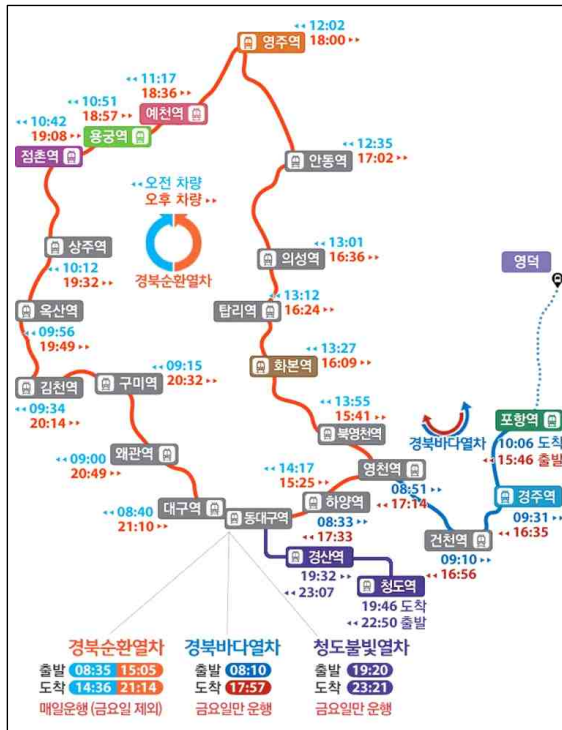 ◂◂ 12:02
영주역
18:00 ▸▸
◂◂ 11:17
18:36 ▸▸
예천역
◂◂ 10:51
18:57 ▸▸
용궁역
◂◂ 10:42
19:08 ▸▸
점촌역
◂◂ 12:35
17:02 ▸▸
안동역
◂◂ 오전 차량
오후 차량 ▸▸
경북순환열차
상주역
◂◂ 10:12
19:32 ▸▸
의성역
◂◂ 13:01
16:36 ▸▸
영덕
옥산역
◂◂ 09:56
19:49 ▸▸
탑리역
◂◂ 13:12
16:24 ▸▸
화본역
◂◂ 13:27
16:09 ▸▸
김천역
◂◂ 09:34
20:14 ▸▸
구미역
◂◂ 09:15
20:32 ▸▸
◂◂ 13:55
15:41 ▸▸
북영천역
경북바다열차
포항역
10:06 도착
◂◂ 15:46 출발
왜관역
◂◂ 09:00
20:49 ▸▸
◂◂ 14:17
15:25 ▸▸
영천역
08:51 ▸▸
◂◂ 17:14
경주역
09:31 ▸▸
◂◂ 16:35
◂◂ 08:40
21:10 ▸▸
대구역
동대구역
하양역
08:33 ▸▸
◂◂ 17:33
건천역
09:10 ▸▸
◂◂ 16:56
경산역
19:32 ▸▸
◂◂ 23:07
청도역
19:46 도착
◂◂ 22:50 출발
경북순환열차
출발 08:35 15:05
도착 14:36 21:14
매일운행 (금요일 제외)
경북바다열차
출발 08:10
도착 17:57
금요일만 운행
청도불빛열차
출발 19:20
도착 23:21
금요일만 운행